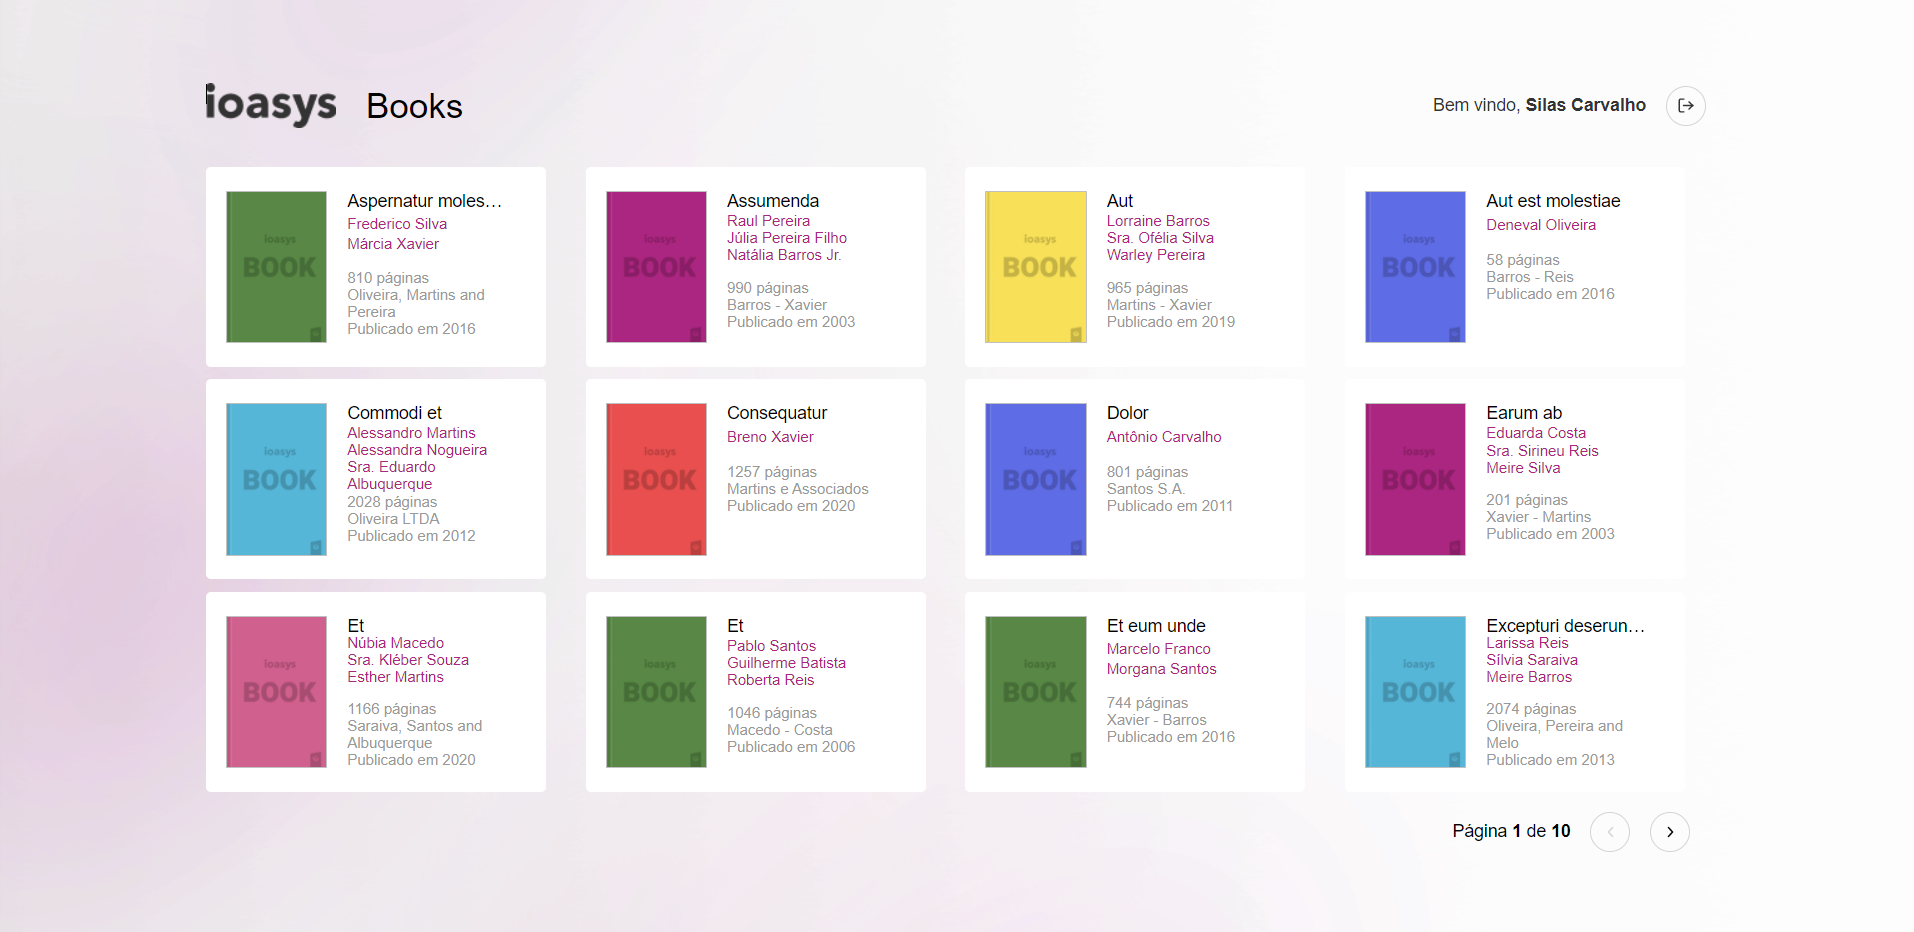 ioasys Books
Bem vindo, Silas Carvalho
ioasys
BOOK
Aspernatur moles…
Frederico Silva
Márcia Xavier
810 páginas
Oliveira, Martins and
Pereira
Publicado em 2016
ioasys
BOOK
Assumenda
Raul Pereira
Júlia Pereira Filho
Natália Barros Jr.
990 páginas
Barros - Xavier
Publicado em 2003
ioasys
BOOK
Aut
Lorraine Barros
Sra. Ofélia Silva
Warley Pereira
965 páginas
Martins - Xavier
Publicado em 2019
ioasys
BOOK
Aut est molestiae
Deneval Oliveira
58 páginas
Barros - Reis
Publicado em 2016
ioasys
BOOK
Commodi et
Alessandro Martins
Alessandra Nogueira
Sra. Eduardo
Albuquerque
2028 páginas
Oliveira LTDA
Publicado em 2012
ioasys
BOOK
Consequatur
Breno Xavier
1257 páginas
Martins e Associados
Publicado em 2020
ioasys
BOOK
Dolor
Antônio Carvalho
801 páginas
Santos S.A.
Publicado em 2011
ioasys
BOOK
Earum ab
Eduarda Costa
Sra. Sirineu Reis
Meire Silva
201 páginas
Xavier - Martins
Publicado em 2003
ioasys
BOOK
Et
Núbia Macedo
Sra. Kléber Souza
Esther Martins
1166 páginas
Saraiva, Santos and
Albuquerque
Publicado em 2020
ioasys
BOOK
Et
Pablo Santos
Guilherme Batista
Roberta Reis
1046 páginas
Macedo - Costa
Publicado em 2006
ioasys
BOOK
Et eum unde
Marcelo Franco
Morgana Santos
744 páginas
Xavier - Barros
Publicado em 2016
ioasys
BOOK
Excepturi deserun…
Larissa Reis
Sílvia Saraiva
Meire Barros
2074 páginas
Oliveira, Pereira and
Melo
Publicado em 2013
Página 1 de 10